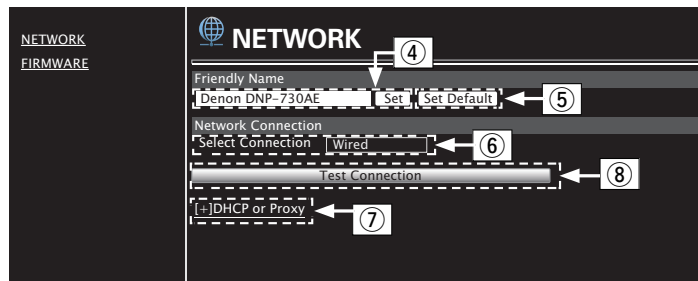 NETWORK
FIRMWARE
NETWORK
④
Friendly Name
Denon DNP-730AE Set Set Default ⑤
Network Connection
Select Connection Wired ⑥
Test Connection ⑧
[+]DHCP or Proxy ⑦